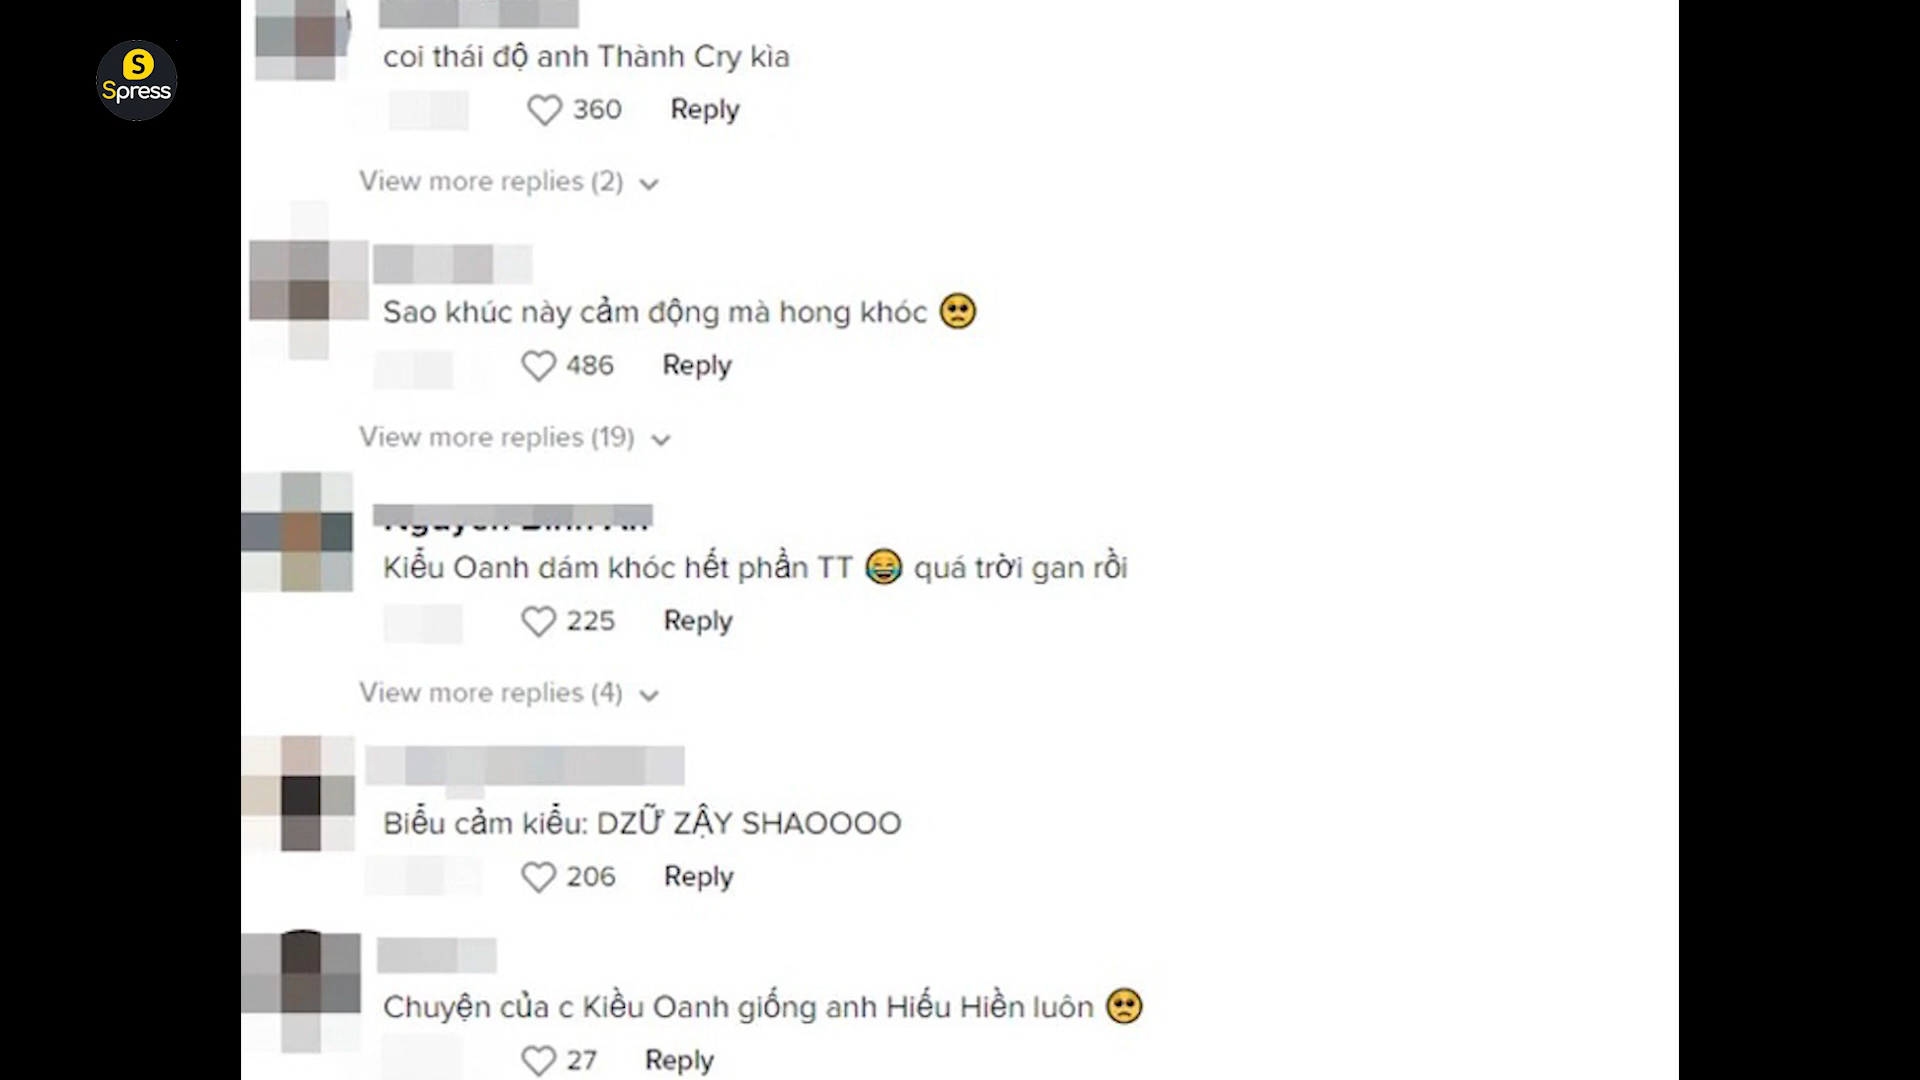 S
Spress
coi thái độ anh Thành Cry kìa
360 Reply
View more replies (2)
Sao khúc này cảm động mà hong khóc 🥺
486 Reply
View more replies (19)
Kiểu Oanh dám khóc hết phần TT 😂 quá trời gan rồi
225 Reply
View more replies (4)
Biểu cảm kiểu: DZỮ ZẬY SHAOOOO
206 Reply
Chuyện của c Kiều Oanh giống anh Hiếu Hiền luôn 🥺
27 Reply